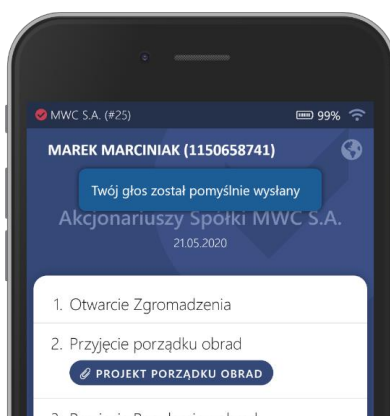 MWC S.A. (#25) 99%
MAREK MARCINIAK (1150658741)
Twój głos został pomyślnie wysłany
Akcjonariuszy Spółki MWC S.A.
21.05.2020
1. Otwarcie Zgromadzenia
2. Przyjęcie porządku obrad
PROJEKT PORZĄDKU OBRAD